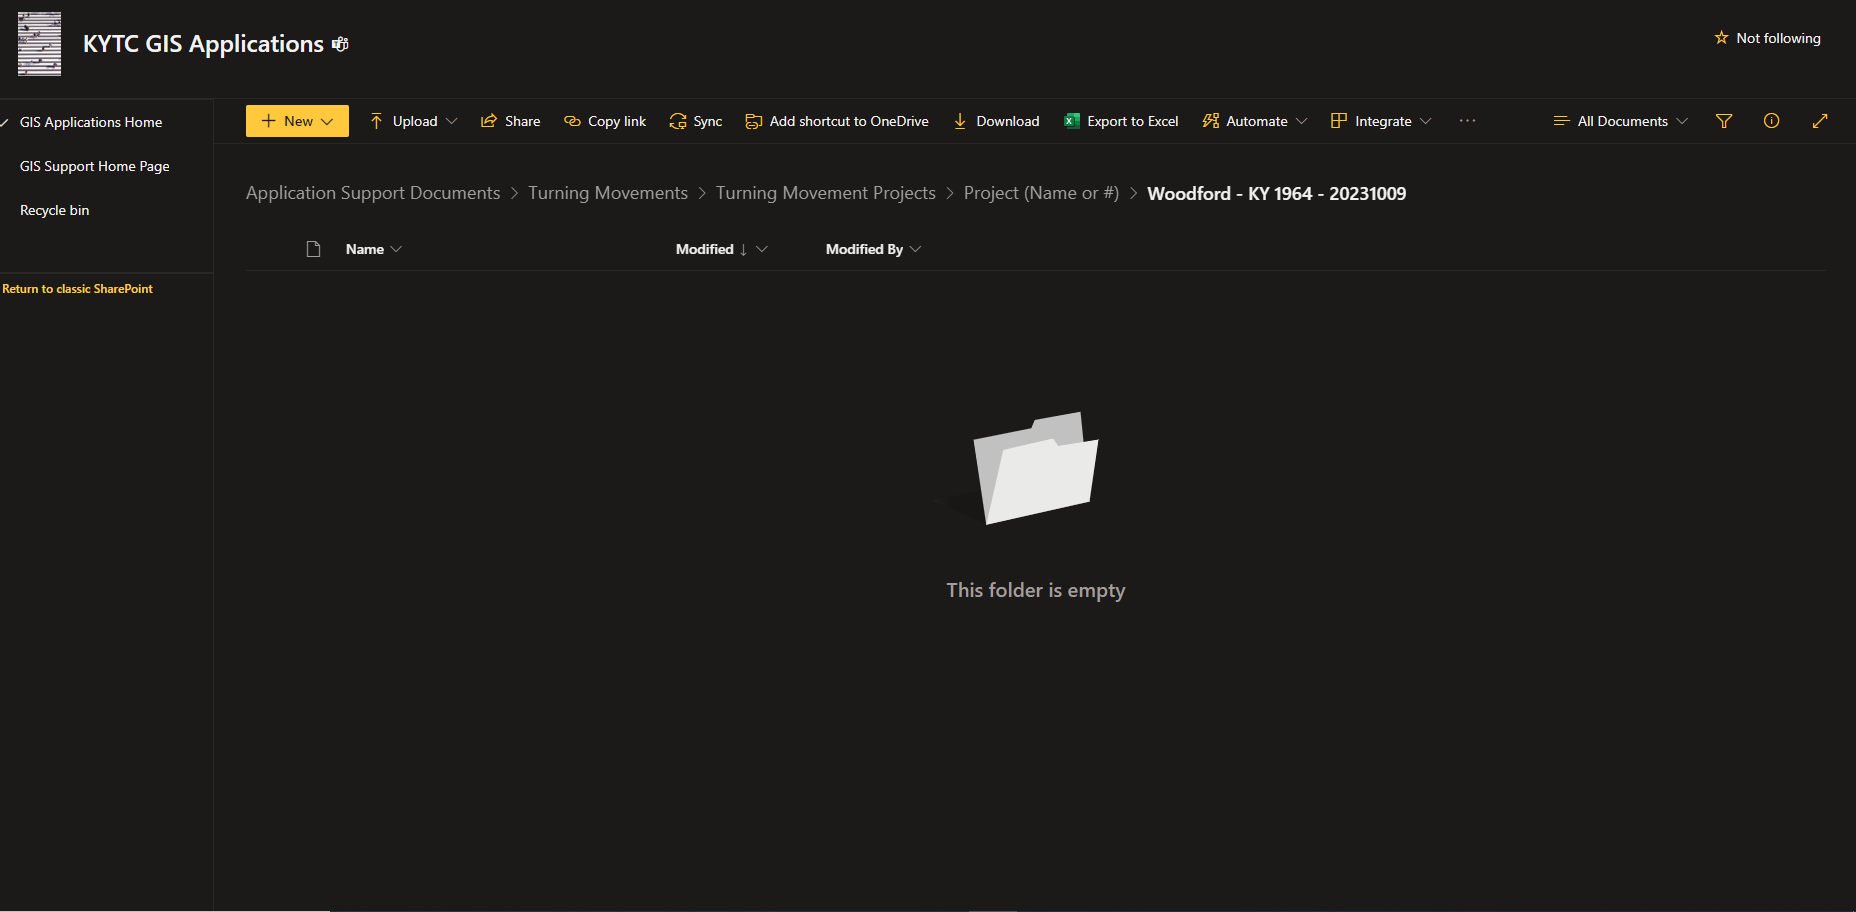 KYTC GIS Applications
Not following
GIS Applications Home
GIS Support Home Page
Recycle bin
Return to classic SharePoint
New Upload Share Copy link Sync Add shortcut to OneDrive Download Export to Excel Automate Integrate ... All Documents
Application Support Documents > Turning Movements > Turning Movement Projects > Project (Name or #) > Woodford - KY 1964 - 20231009
Name Modified ↓ Modified By
This folder is empty